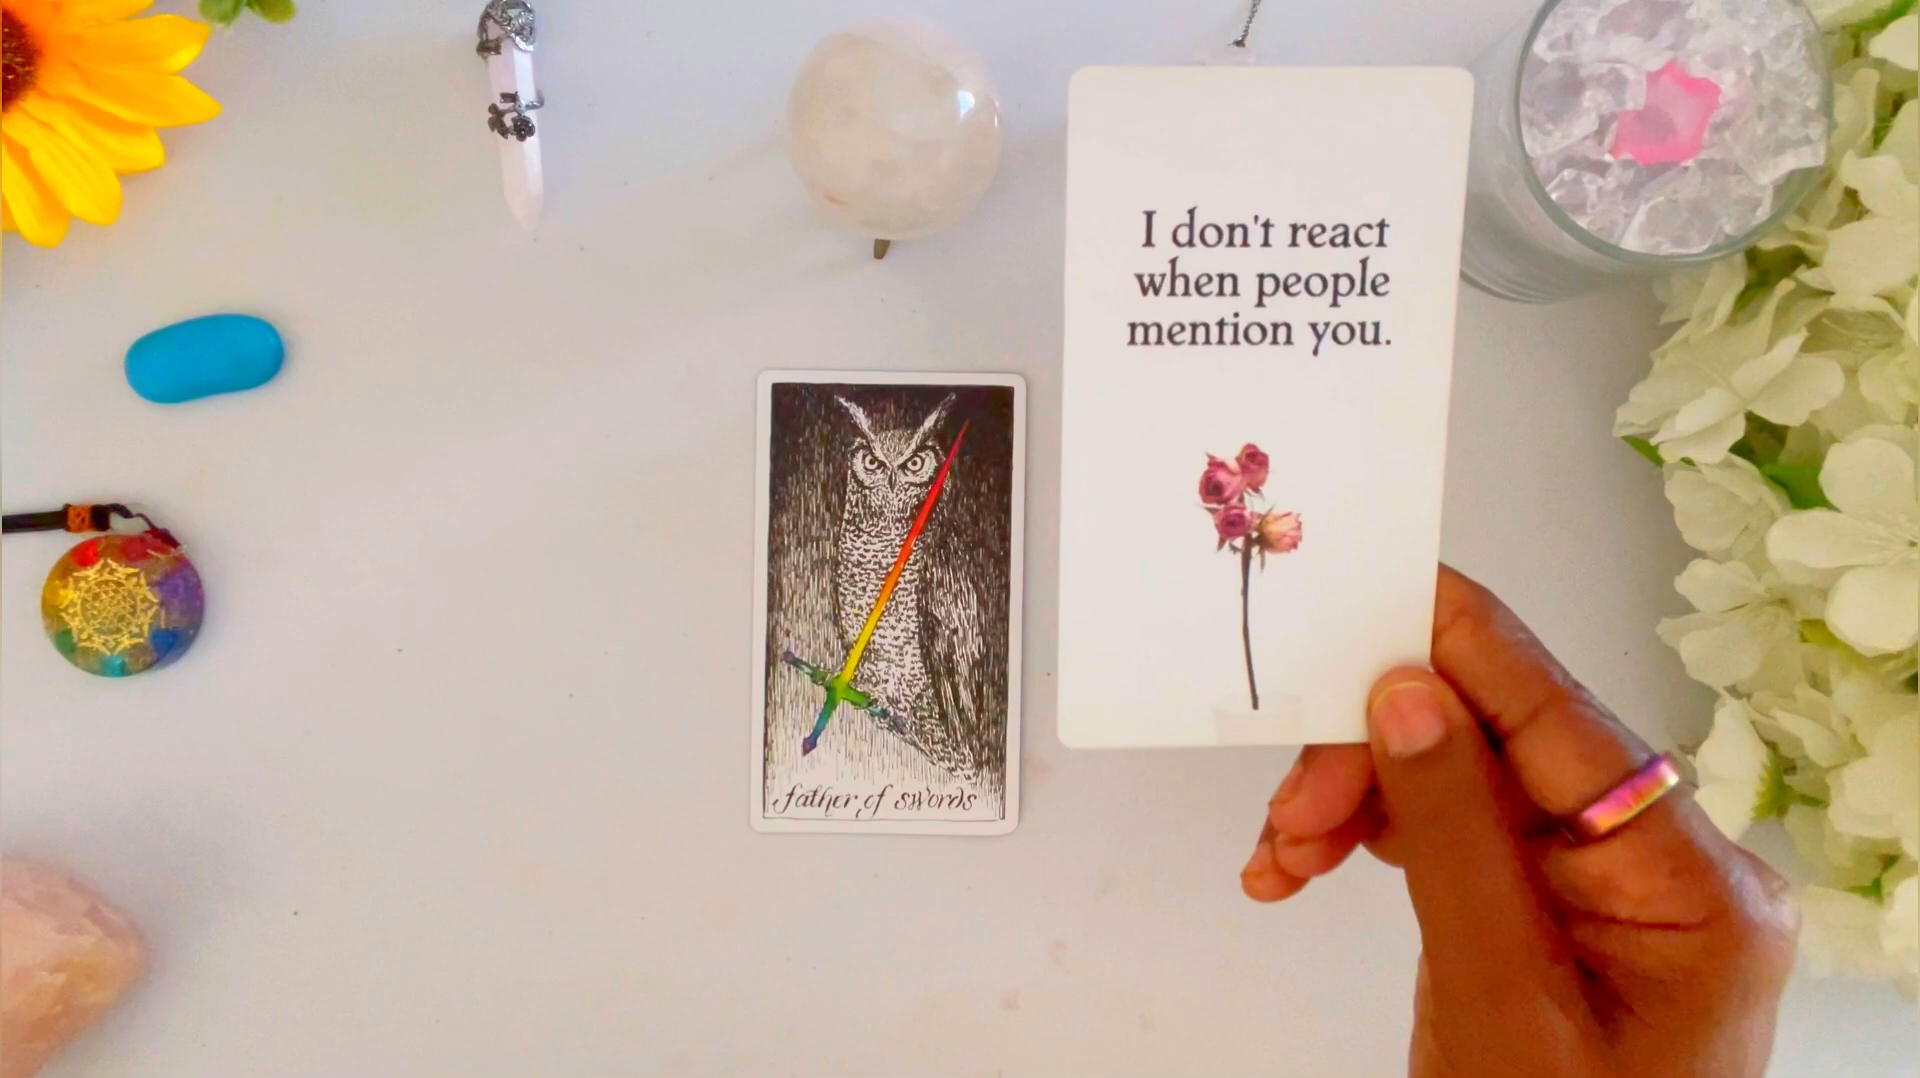 I don't react
when people
mention you.
father of swords